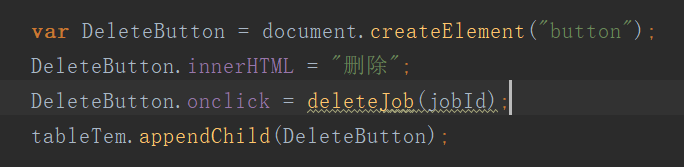 var DeleteButton = document.createElement("button");
DeleteButton.innerHTML = "删除";
DeleteButton.onclick = deleteJob(jobId);
tableTem.appendChild(DeleteButton);